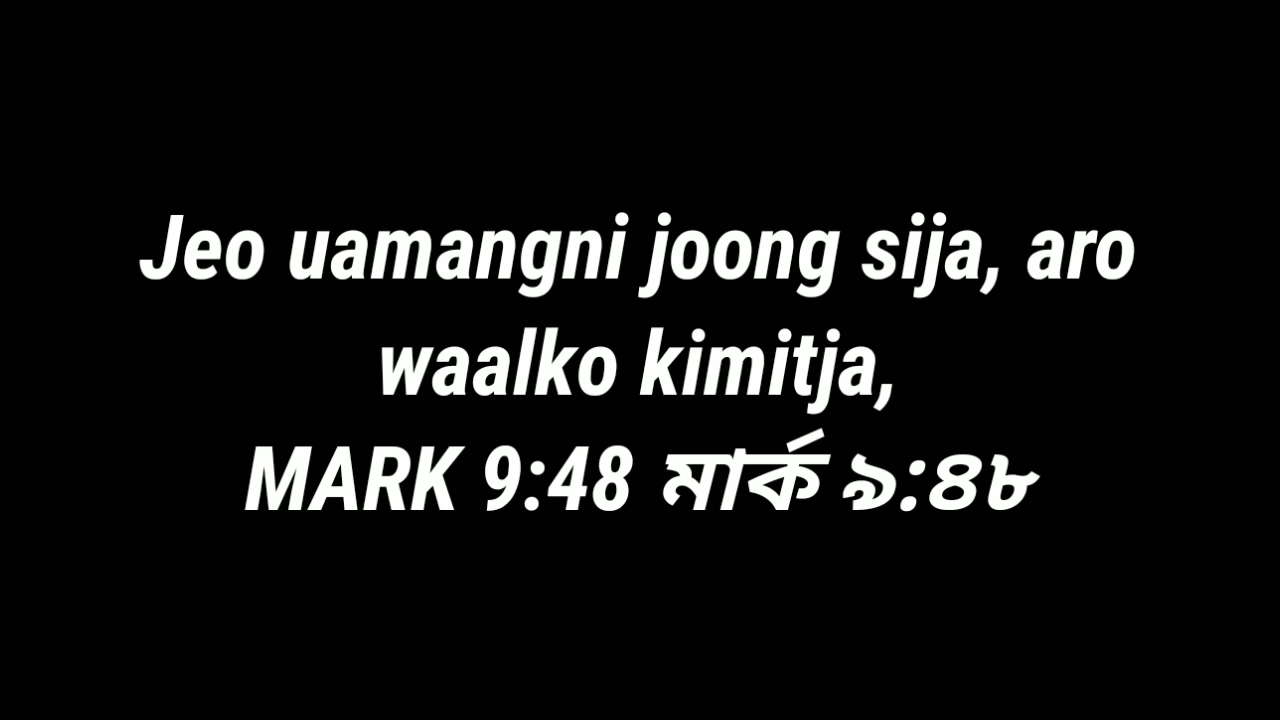 Jeo uamangni joong sija, aro
waalko kimitja,
MARK 9:48 মার্ক ৯:৪৮